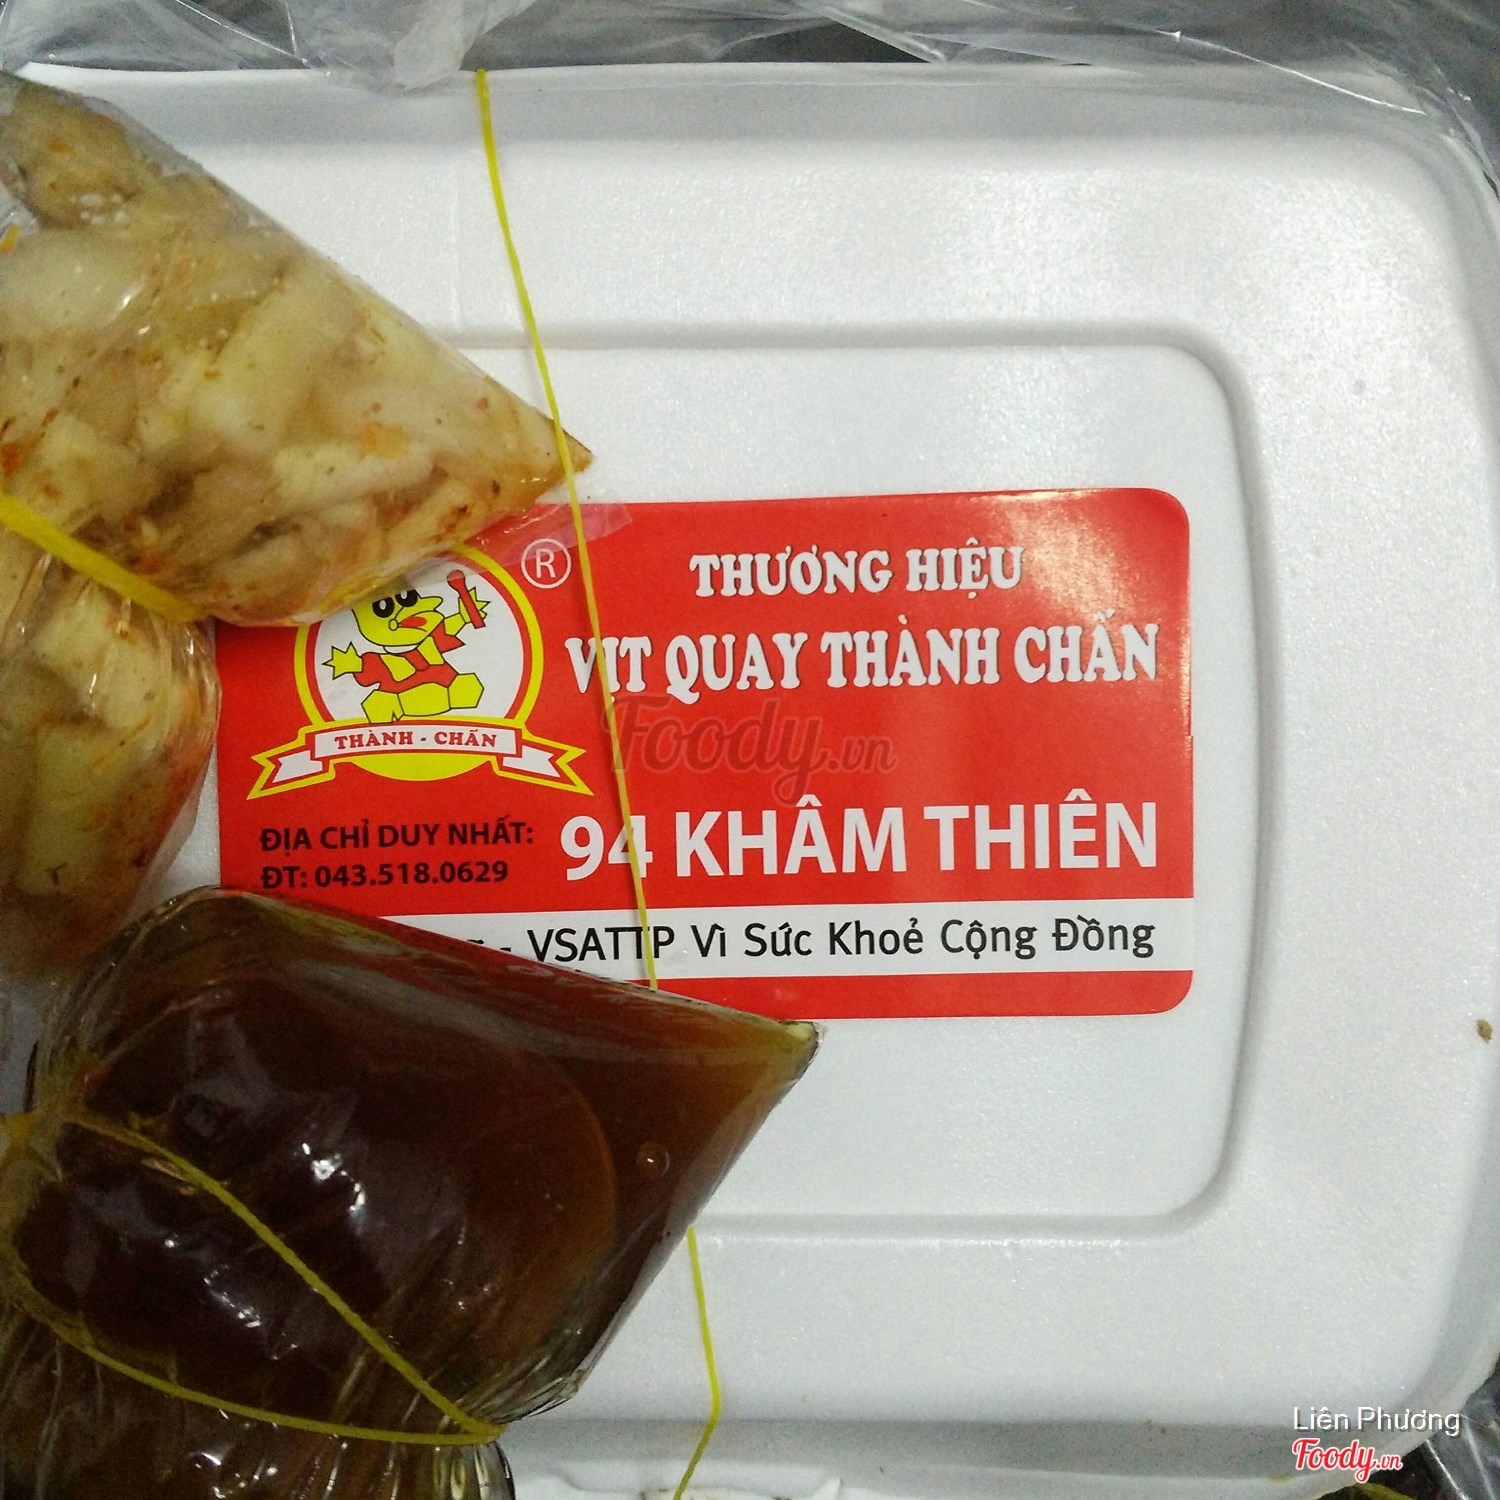 ®
THƯƠNG HIỆU
VỊT QUAY THÀNH CHẤN
THÀNH - CHẤN
Foody.vn
ĐỊA CHỈ DUY NHẤT: 94 KHÂM THIÊN
ĐT: 043.518.0629
- VSATTP Vì Sức Khoẻ Cộng Đồng
Liên Phương
Foody.vn